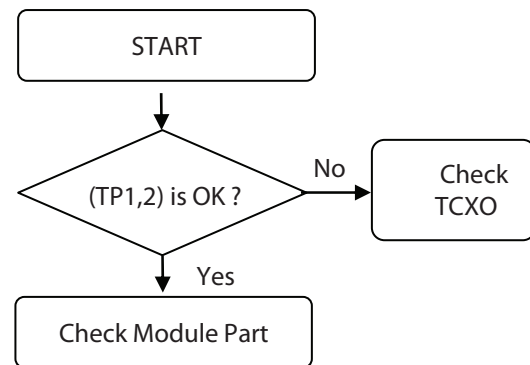 START
(TP1,2) is OK ?
No
Check
TCXO
Yes
Check Module Part